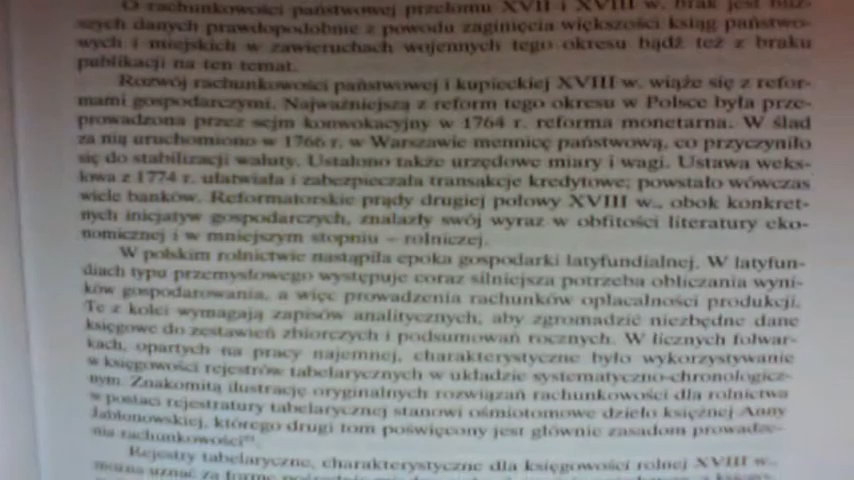 O rachunkowości państwowej przełomu XVII i XVIII w. brak jest bliż-
szych danych prawdopodobnie z powodu zaginięcia większości ksiąg państwo-
wych i miejskich w zawieruchach wojennych tego okresu bądź też z braku
publikacji na ten temat.
Rozwój rachunkowości państwowej i kupieckiej XVIII w. wiąże się z refor-
mami gospodarczymi. Najważniejszą z reform tego okresu w Polsce była prze-
prowadzona przez sejm konwokacyjny w 1764 r. reforma monetarna. W ślad
za nią uruchomiono w 1766 r. w Warszawie mennicę państwową, co przyczyniło
się do stabilizacji waluty. Ustalono także urzędowe miary i wagi. Ustawa weks-
lowa z 1774 r. ułatwiała i zabezpieczała transakcje kredytowe; powstało wówczas
wiele banków. Reformatorskie prądy drugiej połowy XVIII w., obok konkret-
nych inicjatyw gospodarczych, znalazły swój wyraz w obfitości literatury eko-
nomicznej i w mniejszym stopniu – rolniczej.
W polskim rolnictwie nastąpiła epoka gospodarki latyfundialnej. W latyfun-
diach typu przemysłowego występuje coraz silniejsza potrzeba obliczania wyni-
ków gospodarowania, a więc prowadzenia rachunków opłacalności produkcji.
Te z kolei wymagają zapisów analitycznych, aby zgromadzić niezbędne dane
księgowe do zestawień zbiorczych i podsumowań rocznych. W licznych folwar-
kach, opartych na pracy najemnej, charakterystyczne było wykorzystywanie
w księgowości rejestrów tabelarycznych w układzie systematyczno-chronologicz-
nym. Znakomitą ilustrację oryginalnych rozwiązań rachunkowości dla rolnictwa
w postaci rejestratury tabelarycznej stanowi ośmiotomowe dzieło księżnej Anny
Jabłonowskiej, którego drugi tom poświęcony jest głównie zasadom prowadze-
nia rachunkowości
Rejestry tabelaryczne, charakterystyczne dla księgowości rolnej XVIII w.,
można uznać za formę